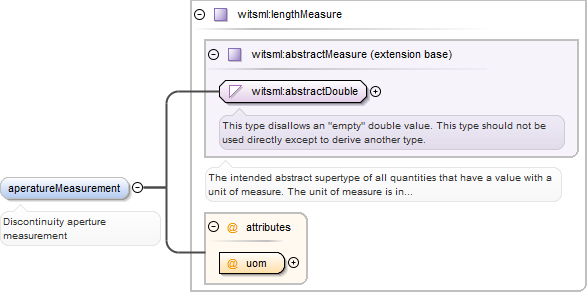 witsml:lengthMeasure
witsml:abstractMeasure (extension base)
witsml:abstractDouble
This type disallows an "empty" double value. This type should not be
used directly except to derive another type.
The intended abstract supertype of all quantities that have a value with a
unit of measure. The unit of measure is in...
aperatureMeasurement
Discontinuity aperture
measurement
@ attributes
@ uom